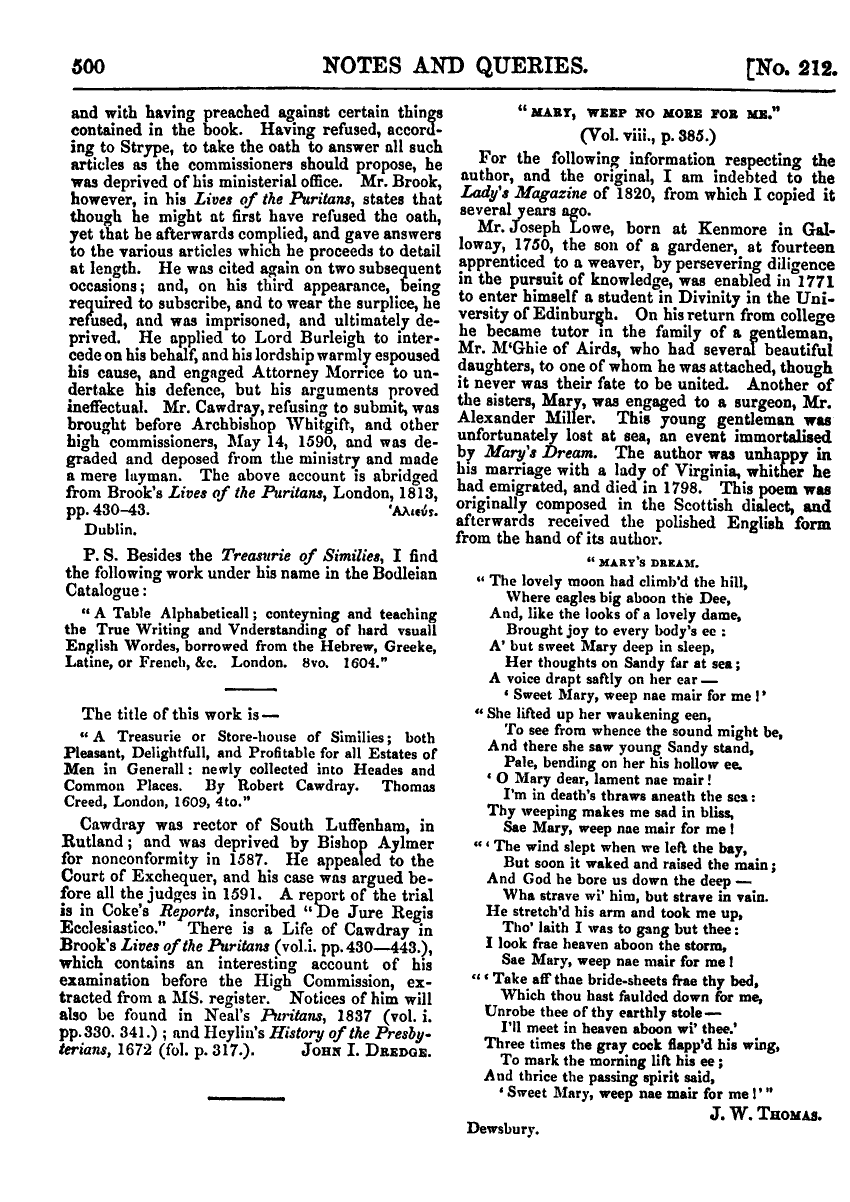 500 NOTES AND QUERIES. [No. 212.
and with having preached against certain things
contained in the book. Having refused, accord-
ing to Strype, to take the oath to answer all such
articles as the commissioners should propose, he
was deprived of his ministerial office. Mr. Brook,
however, in his Lives of the Puritans, states that
though he might at first have refused the oath,
yet that he afterwards complied, and gave answers
to the various articles which he proceeds to detail
at length. He was cited again on two subsequent
occasions; and, on his third appearance, being
required to subscribe, and to wear the surplice, he
refused, and was imprisoned, and ultimately de-
prived. He applied to Lord Burleigh to inter-
cede on his behalf, and his lordship warmly espoused
his cause, and engaged Attorney Morrice to un-
dertake his defence, but his arguments proved
ineffectual. Mr. Cawdray, refusing to submit, was
brought before Archbishop Whitgift, and other
high commissioners, May 14, 1590, and was de-
graded and deposed from the ministry and made
a mere layman. The above account is abridged
from Brook's Lives of the Puritans, London, 1813,
pp. 430-43. Ἁλιεύς.
Dublin.
P. S. Besides the Treasurie of Similies, I find
the following work under his name in the Bodleian
Catalogue:
"A Table Alphabeticall; conteyning and teaching
the True Writing and Vnderstanding of hard vsuall
English Wordes, borrowed from the Hebrew, Greeke,
Latine, or French, &c. London. 8vo. 1604."
The title of this work is—
"A Treasurie or Store-house of Similies; both
Pleasant, Delightfull, and Profitable for all Estates of
Men in Generall: newly collected into Heades and
Common Places. By Robert Cawdray. Thomas
Creed, London, 1609, 4to."
Cawdray was rector of South Luffenham, in
Rutland; and was deprived by Bishop Aylmer
for nonconformity in 1587. He appealed to the
Court of Exchequer, and his case was argued be-
fore all the judges in 1591. A report of the trial
is in Coke's Reports, inscribed "De Jure Regis
Ecclesiastico." There is a Life of Cawdray in
Brook's Lives of the Puritans (vol.i. pp.430—443.),
which contains an interesting account of his
examination before the High Commission, ex-
tracted from a MS. register. Notices of him will
also be found in Neal's Puritans, 1837 (vol. i.
pp.330. 341.); and Heylin's History of the Presby-
terians, 1672 (fol. p. 317.). JOHN I. DREDGE.
"MARY, WEEP NO MORE FOR ME."
(Vol. viii., p. 385.)
For the following information respecting the
author, and the original, I am indebted to the
Lady's Magazine of 1820, from which I copied it
several years ago.
Mr. Joseph Lowe, born at Kenmore in Gal-
loway, 1750, the son of a gardener, at fourteen
apprenticed to a weaver, by persevering diligence
in the pursuit of knowledge, was enabled in 1771
to enter himself a student in Divinity in the Uni-
versity of Edinburgh. On his return from college
he became tutor in the family of a gentleman,
Mr. M'Ghie of Airds, who had several beautiful
daughters, to one of whom he was attached, though
it never was their fate to be united. Another of
the sisters, Mary, was engaged to a surgeon, Mr.
Alexander Miller. This young gentleman was
unfortunately lost at sea, an event immortalised
by Mary's Dream. The author was unhappy in
his marriage with a lady of Virginia, whither he
had emigrated, and died in 1798. This poem was
originally composed in the Scottish dialect, and
afterwards received the polished English form
from the hand of its author.
"MARY'S DREAM.
"The lovely moon had climb'd the hill,
Where eagles big aboon the Dee,
And, like the looks of a lovely dame,
Brought joy to every body's ee:
A' but sweet Mary deep in sleep,
Her thoughts on Sandy far at sea;
A voice drapt saftly on her ear—
'Sweet Mary, weep nae mair for me!'
"She lifted up her waukening een,
To see from whence the sound might be,
And there she saw young Sandy stand,
Pale, bending on her his hollow ee.
'O Mary dear, lament nae mair!
I'm in death's thraws aneath the sea:
Thy weeping makes me sad in bliss,
Sae Mary, weep nae mair for me!
"'The wind slept when we left the bay,
But soon it waked and raised the main;
And God he bore us down the deep—
Wha strave wi' him, but strave in vain.
He stretch'd his arm and took me up,
Tho' laith I was to gang but thee:
I look frae heaven aboon the storm,
Sae Mary, weep nae mair for me!
"'Take aff thae bride-sheets frae thy bed,
Which thou hast faulded down for me,
Unrobe thee of thy earthly stole—
I'll meet in heaven aboon wi' thee.'
Three times the gray cock flapp'd his wing,
To mark the morning lift his ee;
And thrice the passing spirit said,
'Sweet Mary, weep nae mair for me!'"
J. W. THOMAS.
Dewsbury.